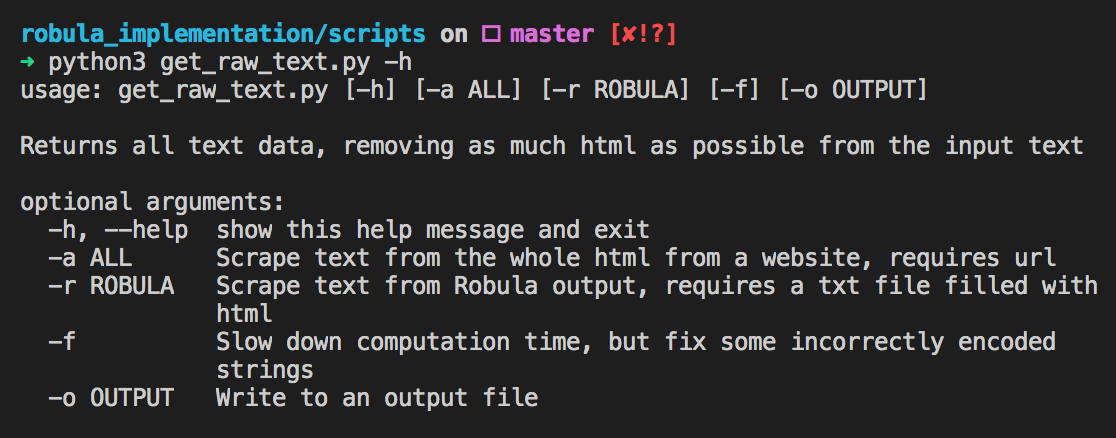 robula_implementation/scripts on □ master [✘!?]
➜ python3 get_raw_text.py -h
usage: get_raw_text.py [-h] [-a ALL] [-r ROBULA] [-f] [-o OUTPUT]
Returns all text data, removing as much html as possible from the input text
optional arguments:
-h, --help show this help message and exit
-a ALL Scrape text from the whole html from a website, requires url
-r ROBULA Scrape text from Robula output, requires a txt file filled with
html
-f Slow down computation time, but fix some incorrectly encoded
strings
-o OUTPUT Write to an output file